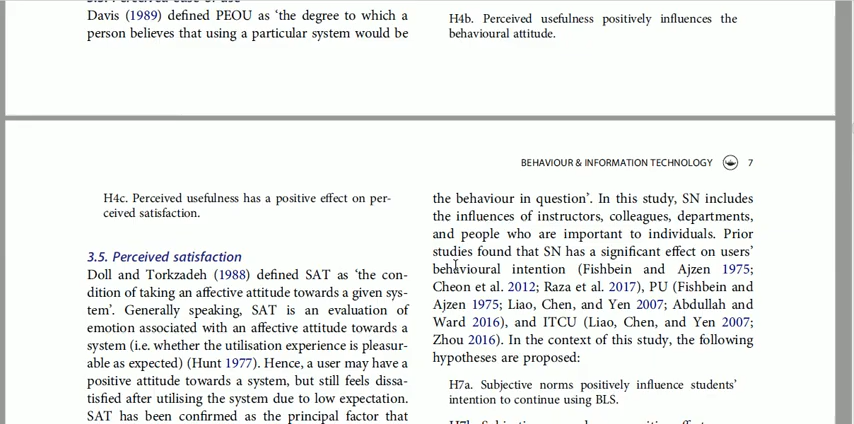 Davis (1989) defined PEOU as ‘the degree to which a
person believes that using a particular system would be
H4b. Perceived usefulness positively influences the
behavioural attitude.
BEHAVIOUR & INFORMATION TECHNOLOGY 7
H4c. Perceived usefulness has a positive effect on per-
ceived satisfaction.
3.5. Perceived satisfaction
Doll and Torkzadeh (1988) defined SAT as ‘the con-
dition of taking an affective attitude towards a given sys-
tem’. Generally speaking, SAT is an evaluation of
emotion associated with an affective attitude towards a
system (i.e. whether the utilisation experience is pleasur-
able as expected) (Hunt 1977). Hence, a user may have a
positive attitude towards a system, but still feels dissa-
tisfied after utilising the system due to low expectation.
SAT has been confirmed as the principal factor that
the behaviour in question’. In this study, SN includes
the influences of instructors, colleagues, departments,
and people who are important to individuals. Prior
studies found that SN has a significant effect on users’
behavioural intention (Fishbein and Ajzen 1975;
Cheon et al. 2012; Raza et al. 2017), PU (Fishbein and
Ajzen 1975; Liao, Chen, and Yen 2007; Abdullah and
Ward 2016), and ITCU (Liao, Chen, and Yen 2007;
Zhou 2016). In the context of this study, the following
hypotheses are proposed:
H7a. Subjective norms positively influence students’
intention to continue using BLS.